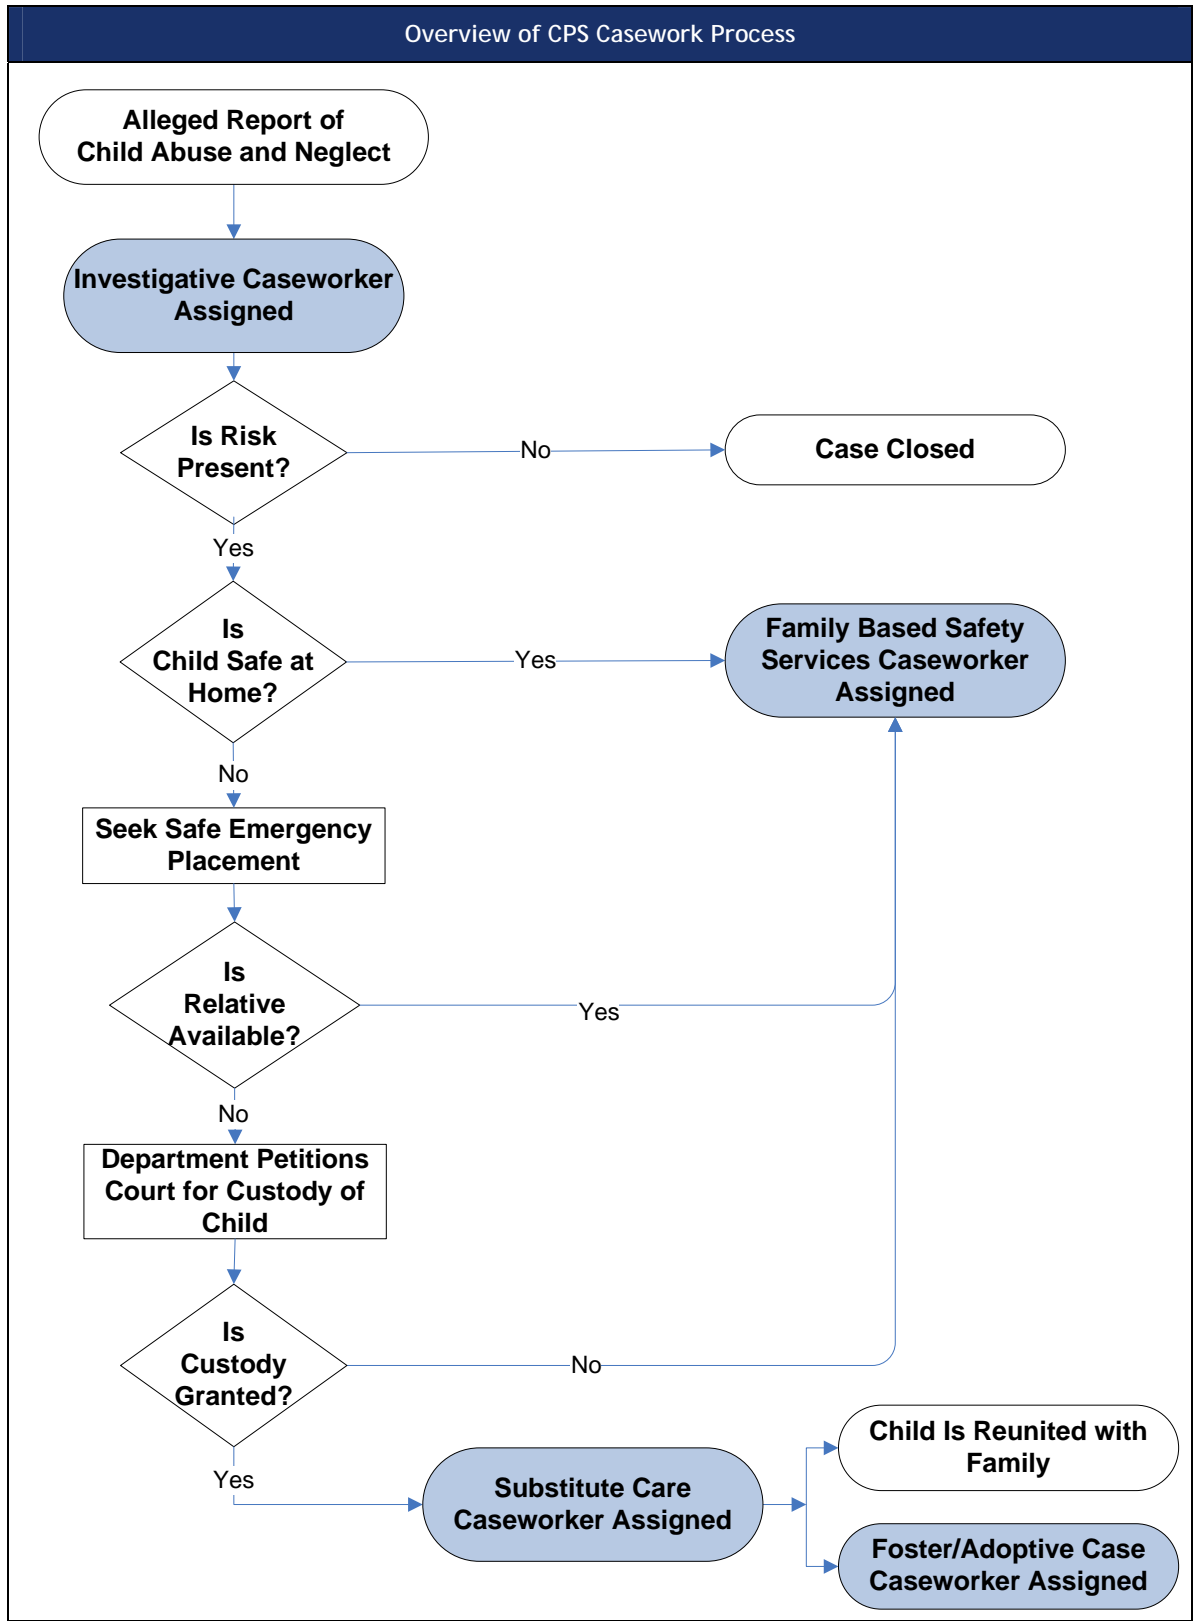 Overview of CPS Casework Process
Alleged Report of
Child Abuse and Neglect
Investigative Caseworker
Assigned
Is Risk
Present?
No
Case Closed
Yes
Is
Child Safe at
Home?
Yes
Family Based Safety
Services Caseworker
Assigned
No
Seek Safe Emergency
Placement
Is
Relative
Available?
Yes
No
Department Petitions
Court for Custody of
Child
Is
Custody
Granted?
No
Yes
Substitute Care
Caseworker Assigned
Child Is Reunited with
Family
Foster/Adoptive Case
Caseworker Assigned